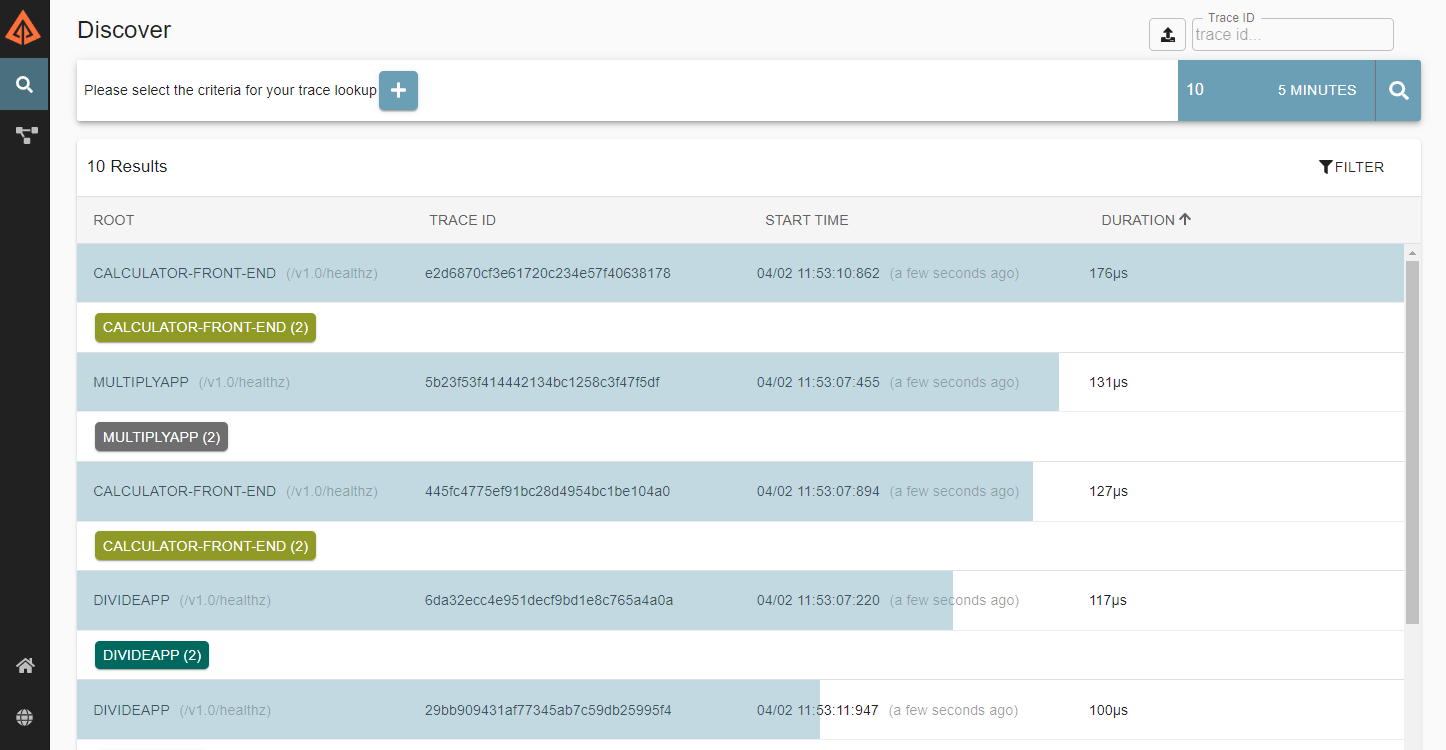 Discover
Trace ID
trace id...
Please select the criteria for your trace lookup
10 5 MINUTES
10 Results FILTER
ROOT TRACE ID START TIME DURATION
CALCULATOR-FRONT-END (/v1.0/healthz) e2d6870cf3e61720c234e57f40638178 04/02 11:53:10:862 (a few seconds ago) 176μs
CALCULATOR-FRONT-END (2)
MULTIPLYAPP (/v1.0/healthz) 5b23f53f414442134bc1258c3f47f5df 04/02 11:53:07:455 (a few seconds ago) 131μs
MULTIPLYAPP (2)
CALCULATOR-FRONT-END (/v1.0/healthz) 445fc4775ef91bc28d4954bc1be104a0 04/02 11:53:07:894 (a few seconds ago) 127μs
CALCULATOR-FRONT-END (2)
DIVIDEAPP (/v1.0/healthz) 6da32ecc4e951decf9bd1e8c765a4a0a 04/02 11:53:07:220 (a few seconds ago) 117μs
DIVIDEAPP (2)
DIVIDEAPP (/v1.0/healthz) 29bb909431af77345ab7c59db25995f4 04/02 11:53:11:947 (a few seconds ago) 100μs